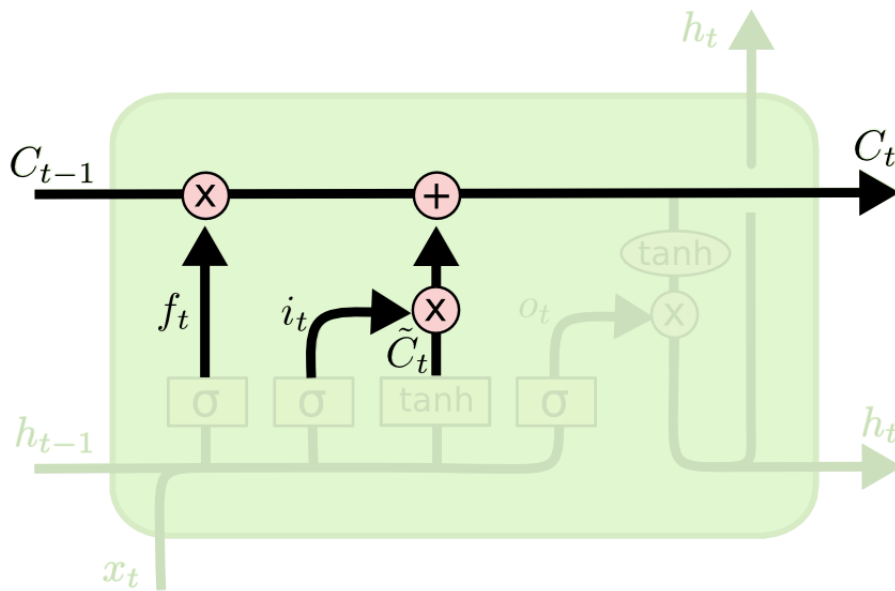 h_t
C_{t-1}
C_t
x
+
tanh
f_t
i_t
x
o_t
x
C̃_t
σ
σ
tanh
σ
h_{t-1}
h_t
x_t